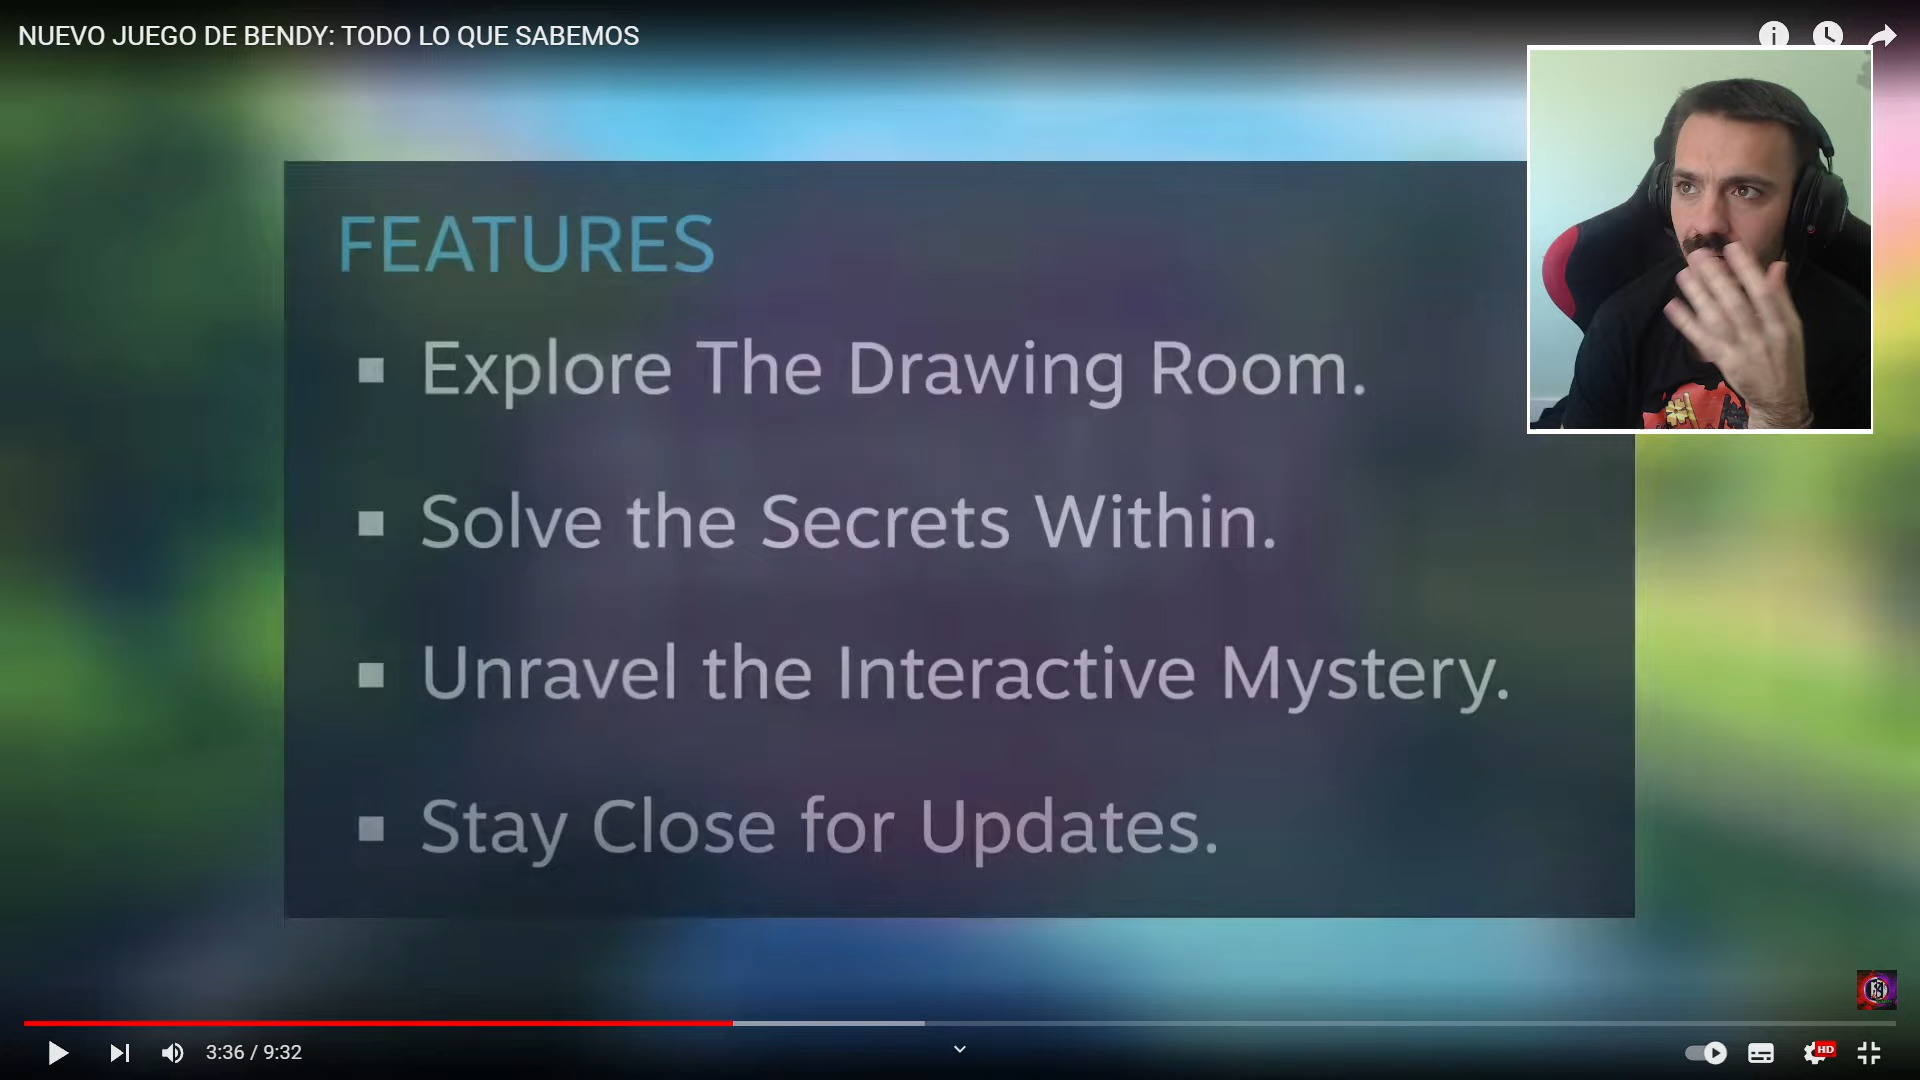 NUEVO JUEGO DE BENDY: TODO LO QUE SABEMOS
FEATURES
Explore The Drawing Room.
Solve the Secrets Within.
Unravel the Interactive Mystery.
Stay Close for Updates.
3:36 / 9:32
HD